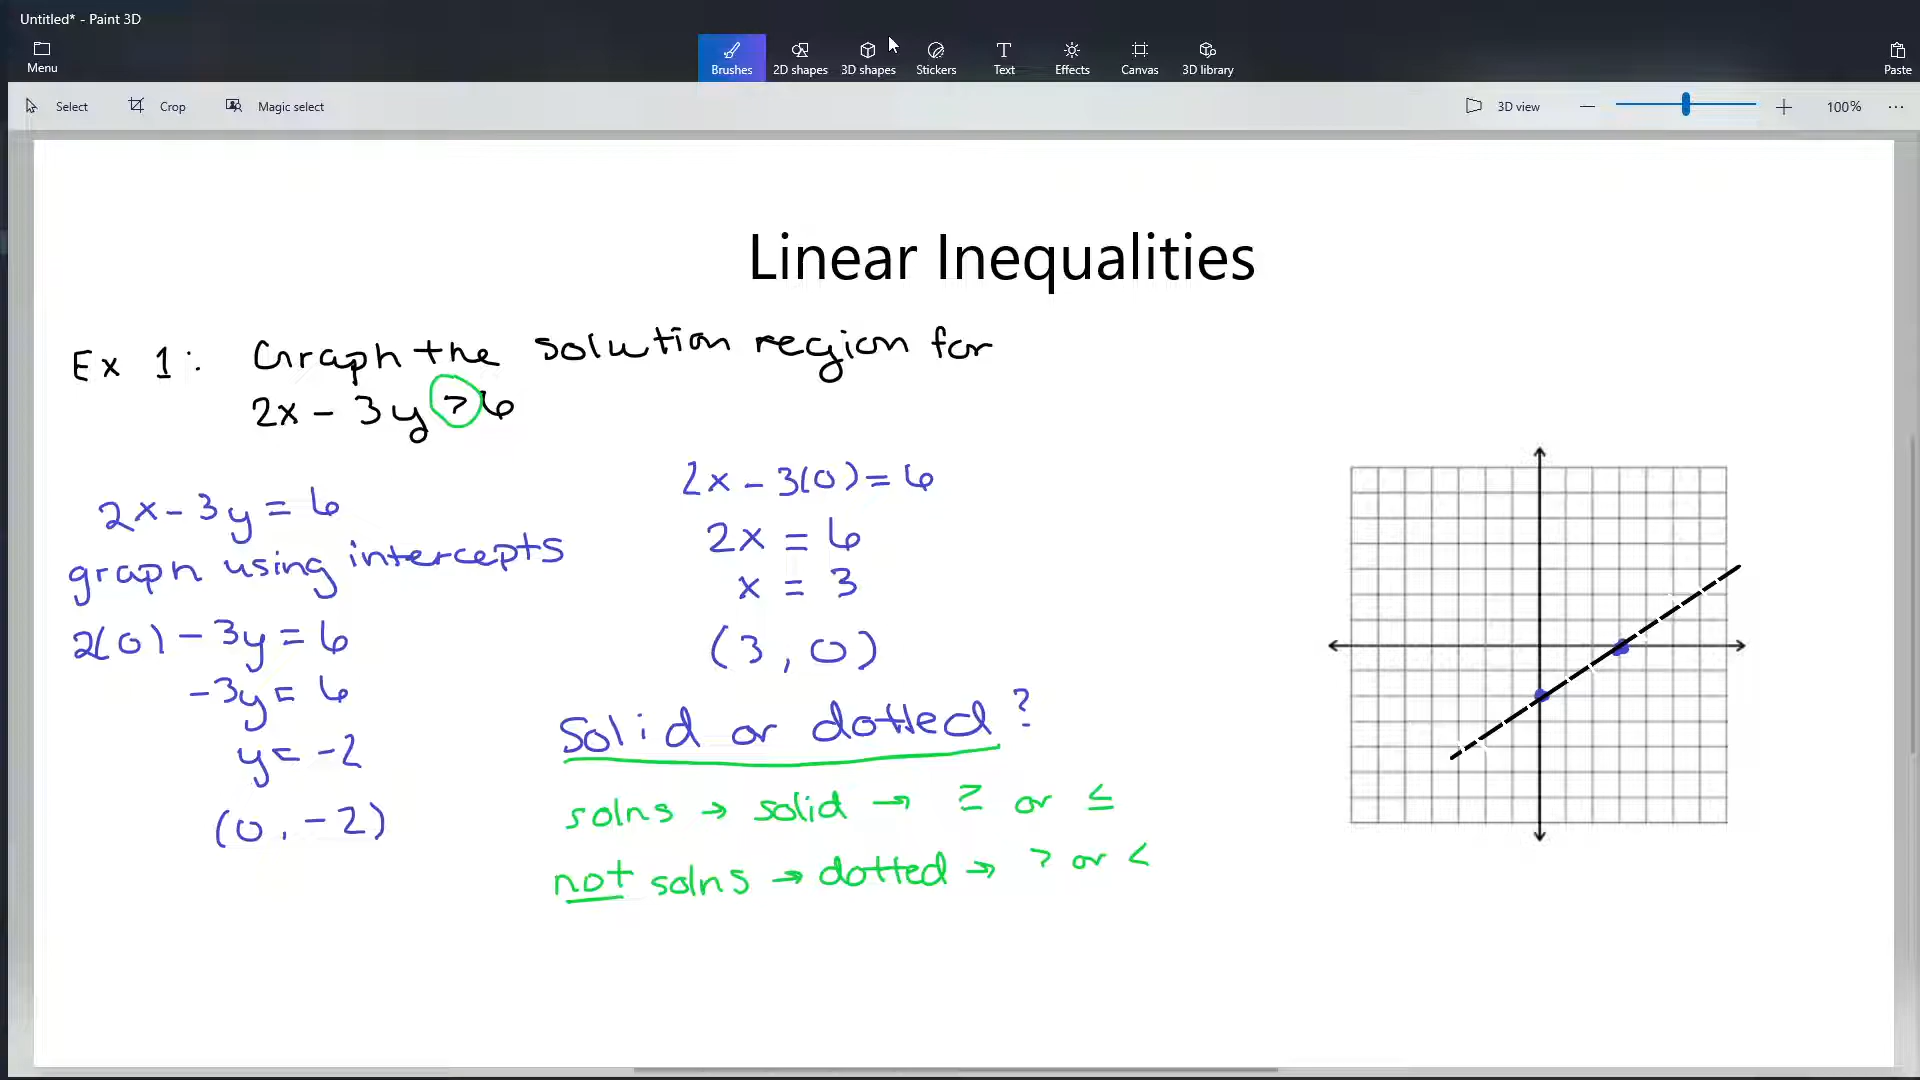 Untitled* - Paint 3D
Menu
Brushes
2D shapes
3D shapes
Stickers
Text
Effects
Canvas
3D library
Paste
Select
Crop
Magic select
3D view
100%
Linear Inequalities
Ex 1: Graph the solution region for
2x - 3y > 6
2x - 3y = 6
graph using intercepts
2(0) - 3y = 6
-3y = 6
y = -2
(0, -2)
2x - 3(0) = 6
2x = 6
x = 3
(3, 0)
Solid or dotted?
solns → solid → ≥ or ≤
not solns → dotted → > or <